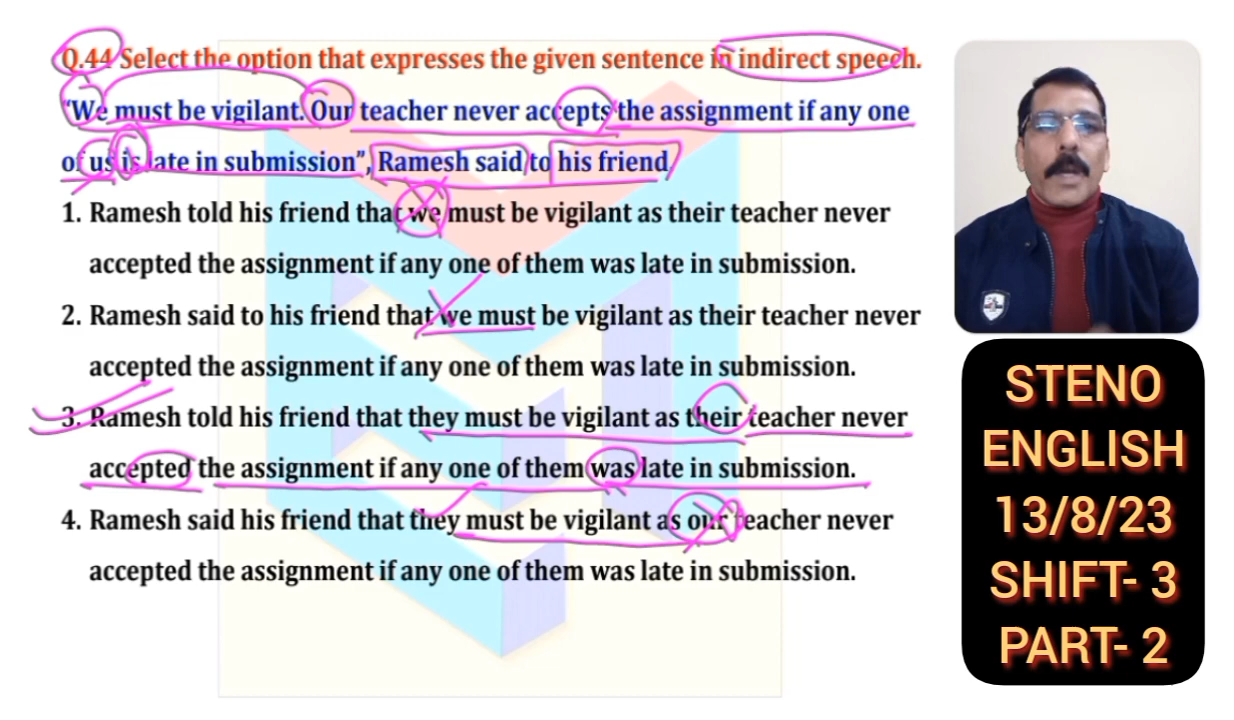 Q.44 Select the option that expresses the given sentence in indirect speech.
"We must be vigilant. Our teacher never accepts the assignment if any one
of us is late in submission", Ramesh said to his friend,
1. Ramesh told his friend that we must be vigilant as their teacher never
accepted the assignment if any one of them was late in submission.
2. Ramesh said to his friend that we must be vigilant as their teacher never
accepted the assignment if any one of them was late in submission.
3. Ramesh told his friend that they must be vigilant as their teacher never
accepted the assignment if any one of them was late in submission.
4. Ramesh said his friend that they must be vigilant as our teacher never
accepted the assignment if any one of them was late in submission.
STENO
ENGLISH
13/8/23
SHIFT- 3
PART- 2